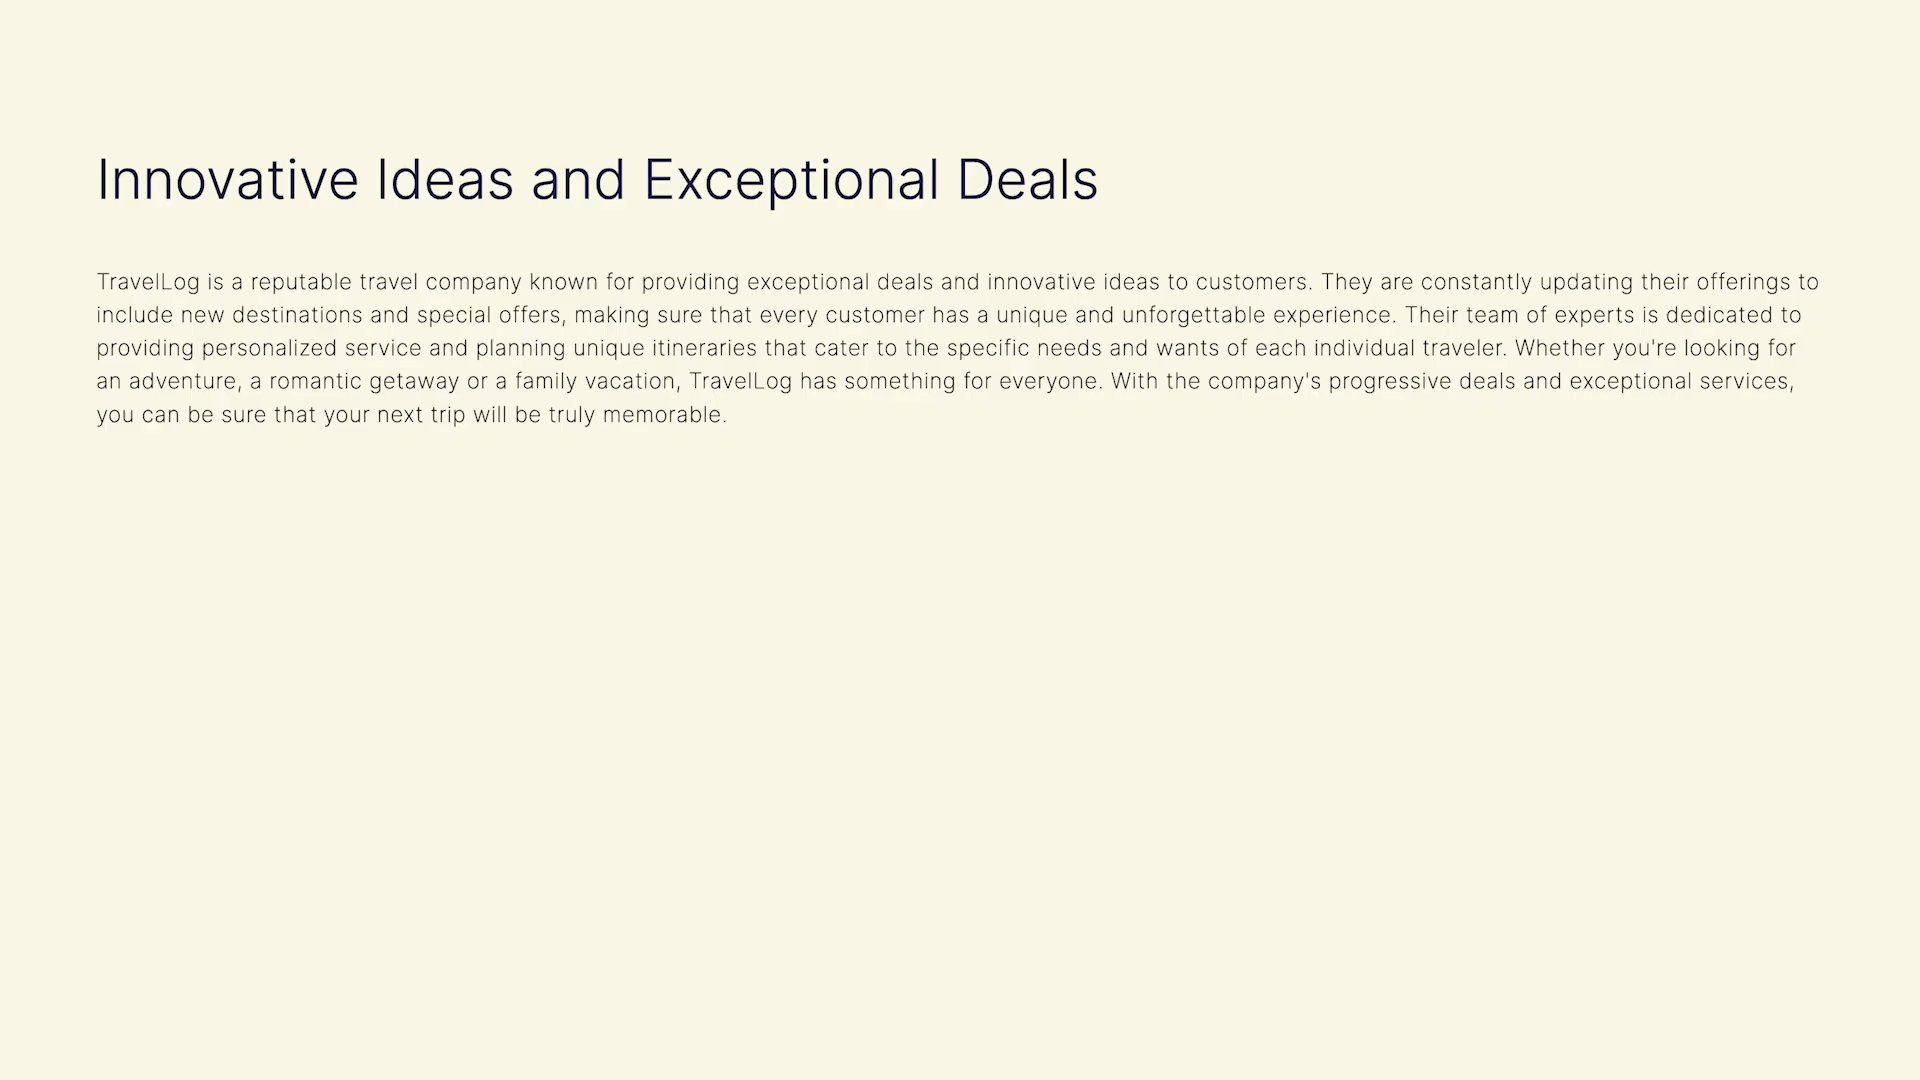 Innovative Ideas and Exceptional Deals
TravelLog is a reputable travel company known for providing exceptional deals and innovative ideas to customers. They are constantly updating their offerings to
include new destinations and special offers, making sure that every customer has a unique and unforgettable experience. Their team of experts is dedicated to
providing personalized service and planning unique itineraries that cater to the specific needs and wants of each individual traveler. Whether you're looking for
an adventure, a romantic getaway or a family vacation, TravelLog has something for everyone. With the company's progressive deals and exceptional services,
you can be sure that your next trip will be truly memorable.